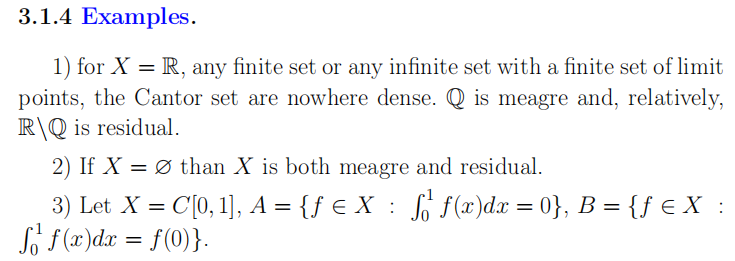 3.1.4 Examples.
1) for X = ℝ, any finite set or any infinite set with a finite set of limit
points, the Cantor set are nowhere dense. ℚ is meagre and, relatively,
ℝ\ℚ is residual.
2) If X = ∅ than X is both meagre and residual.
3) Let X = C[0, 1], A = {f ∈ X : ∫₀¹ f(x)dx = 0}, B = {f ∈ X :
∫₀¹ f(x)dx = f(0)}.